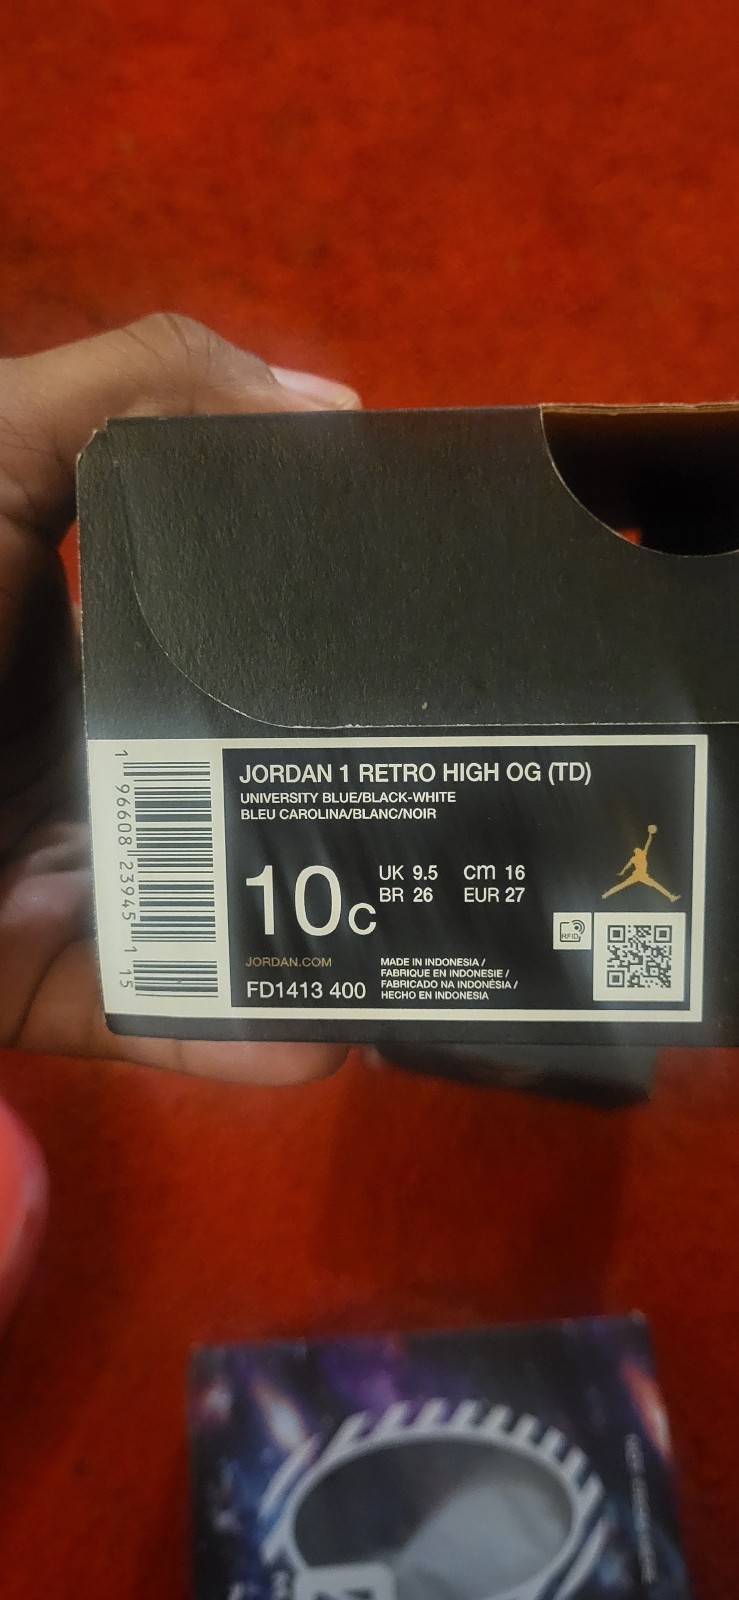 JORDAN 1 RETRO HIGH OG (TD)
UNIVERSITY BLUE/BLACK-WHITE
BLEU CAROLINA/BLANC/NOIR
10c
UK 9.5 cm 16
BR 26 EUR 27
RFID
JORDAN.COM
FD1413 400
MADE IN INDONESIA /
FABRIQUE EN INDONESIE /
FABRICADO NA INDONÉSIA /
HECHO EN INDONESIA
1 96608 23945 1 15